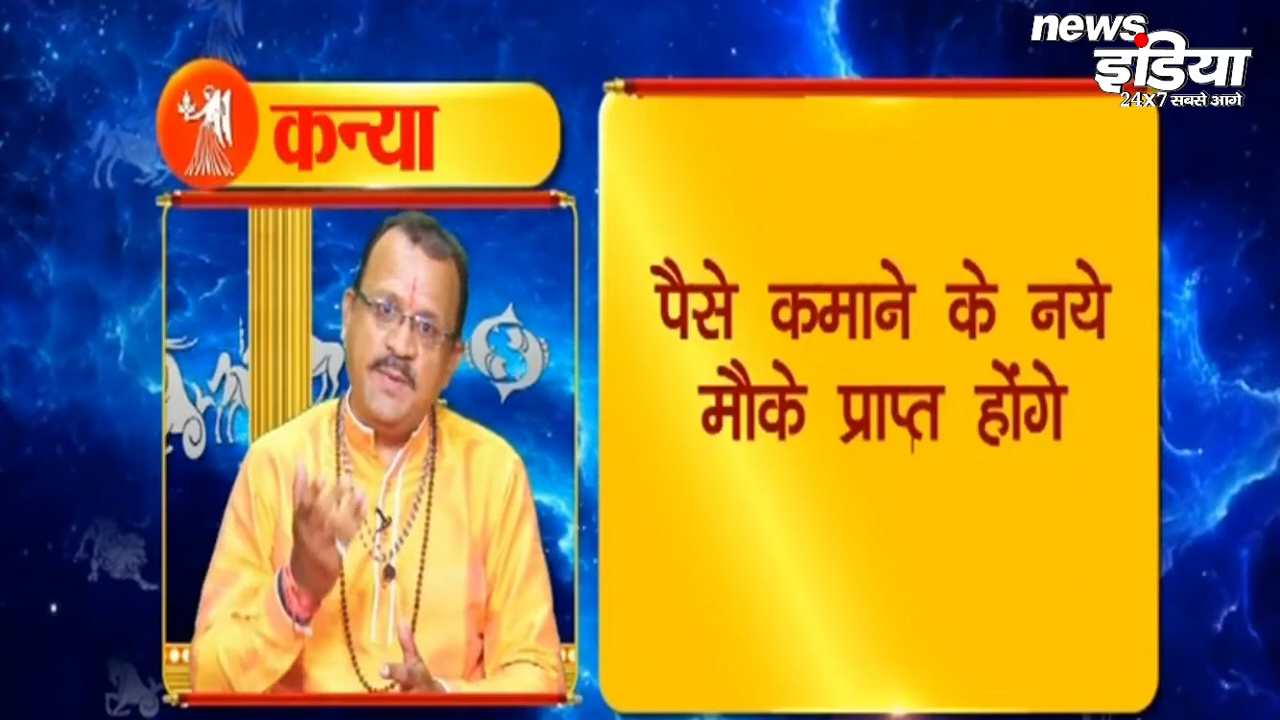 news
इंडिया
24x7 सबसे आगे
कन्या
पैसे कमाने के नये
मौके प्राप्त होंगे